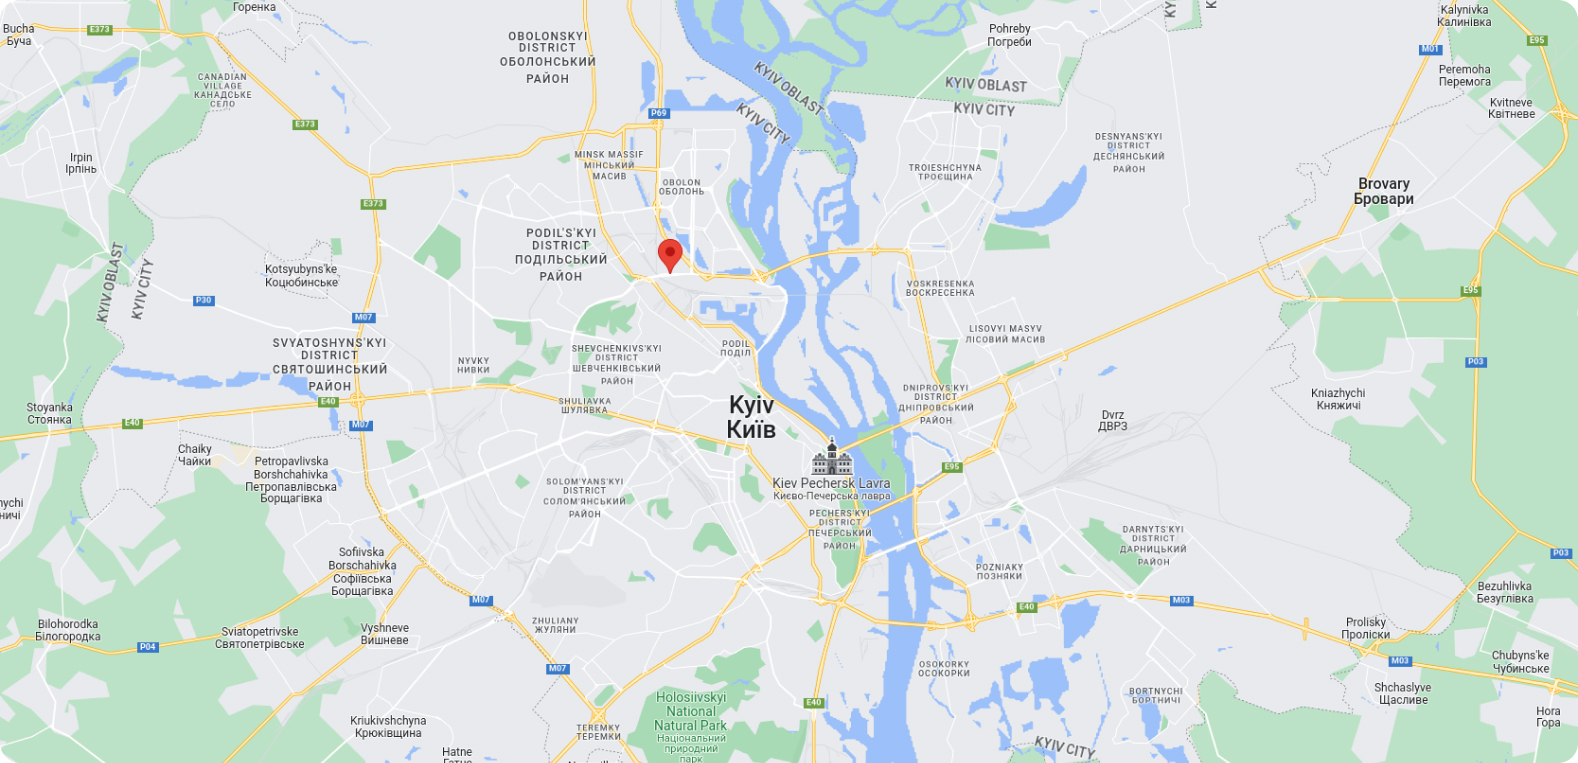 Горенка
Bucha
Буча
E373
OBOLONSKYI
DISTRICT
ОБОЛОНСЬКИЙ
РАЙОН
Pohreby
Погреби
Kalynivka
Калинівка
E95
M01
CANADIAN
VILLAGE
КАНАДСЬКЕ
СЕЛО
KYIV OBLAST
KYIV CITY
KYIV OBLAST
KYIV CITY
Peremoha
Перемога
Kvitneve
Квітневе
P69
E373
Irpin
Ірпінь
MINSK MASSIF
МІНСЬКИЙ
МАСИВ
OBOLON
ОБОЛОНЬ
TROIESHCHYNA
ТРОЄЩИНА
DESNYANS'KYI
DISTRICT
ДЕСНЯНСЬКИЙ
РАЙОН
Brovary
Бровари
E373
PODIL'S'KYI
DISTRICT
ПОДІЛЬСЬКИЙ
РАЙОН
KYIV OBLAST
KYIV CITY
Kotsyubyns'ke
Коцюбинське
P30
M07
VOSKRESENKA
ВОСКРЕСЕНКА
E95
SVYATOSHYNS'KYI
DISTRICT
СВЯТОШИНСЬКИЙ
РАЙОН
NYVKY
НИВКИ
SHEVCHENKIVS'KYI
DISTRICT
ШЕВЧЕНКІВСЬКИЙ
РАЙОН
PODIL
ПОДІЛ
LISOVYI MASYV
ЛІСОВИЙ МАСИВ
P03
E40
SHULIAVKA
ШУЛЯВКА
Kyiv
Київ
DNIPROVS'KYI
DISTRICT
ДНІПРОВСЬКИЙ
РАЙОН
Dvrz
ДВРЗ
Kniazhychi
Княжичі
Stoyanka
Стоянка
E40
M07
Chaiky
Чайки
Petropavlivska
Borshchahivka
Петропавлівська
Борщагівка
SOLOM'YANS'KYI
DISTRICT
СОЛОМ'ЯНСЬКИЙ
РАЙОН
Kiev Pechersk Lavra
Києво-Печерська лавра
E95
PECHERS'KYI
DISTRICT
ПЕЧЕРСЬКИЙ
РАЙОН
DARNYTS'KYI
DISTRICT
ДАРНИЦЬКИЙ
РАЙОН
P03
Sofiivska
Borschahivka
Софіївська
Борщагівка
POZNIAKY
ПОЗНЯКИ
Bezuhlivka
Безуглівка
M07
E40
M03
Bilohorodka
Білогородка
P04
Sviatopetrivske
Святопетрівське
Vyshneve
Вишневе
ZHULIANY
ЖУЛЯНИ
Prolisky
Проліски
M03
Chubyns'ke
Чубинське
M07
OSOKORKY
ОСОКОРКИ
BORTNYCHI
БОРТНИЧІ
Shchaslyve
Щасливе
Holosiivskyi
National
Natural Park
Національний
природний
парк
E40
Hora
Гора
Kriukivshchyna
Крюківщина
TEREMKY
ТЕРЕМКИ
KYIV CITY
Hatne